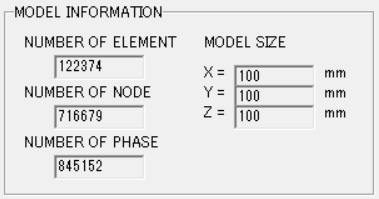 MODEL INFORMATION
NUMBER OF ELEMENT
122374
NUMBER OF NODE
716679
NUMBER OF PHASE
845152
MODEL SIZE
X = 100 mm
Y = 100 mm
Z = 100 mm